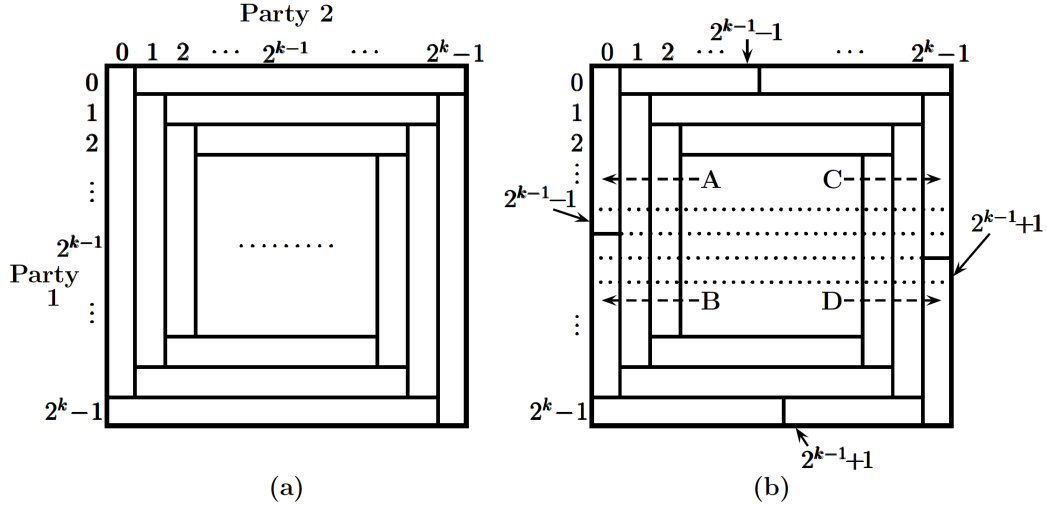 Party 2
0 1 2 ⋯ 2^{k-1} ⋯ 2^k−1
0
1
2
⋮
2^{k-1}
Party
1
⋮
2^k−1
(a)
2^{k-1}−1
0 1 2 ⋯ ⋯ 2^k−1
0
1
2
⋮
A C
2^{k-1}−1
2^{k-1}+1
B D
⋮
2^k−1
2^{k-1}+1
(b)